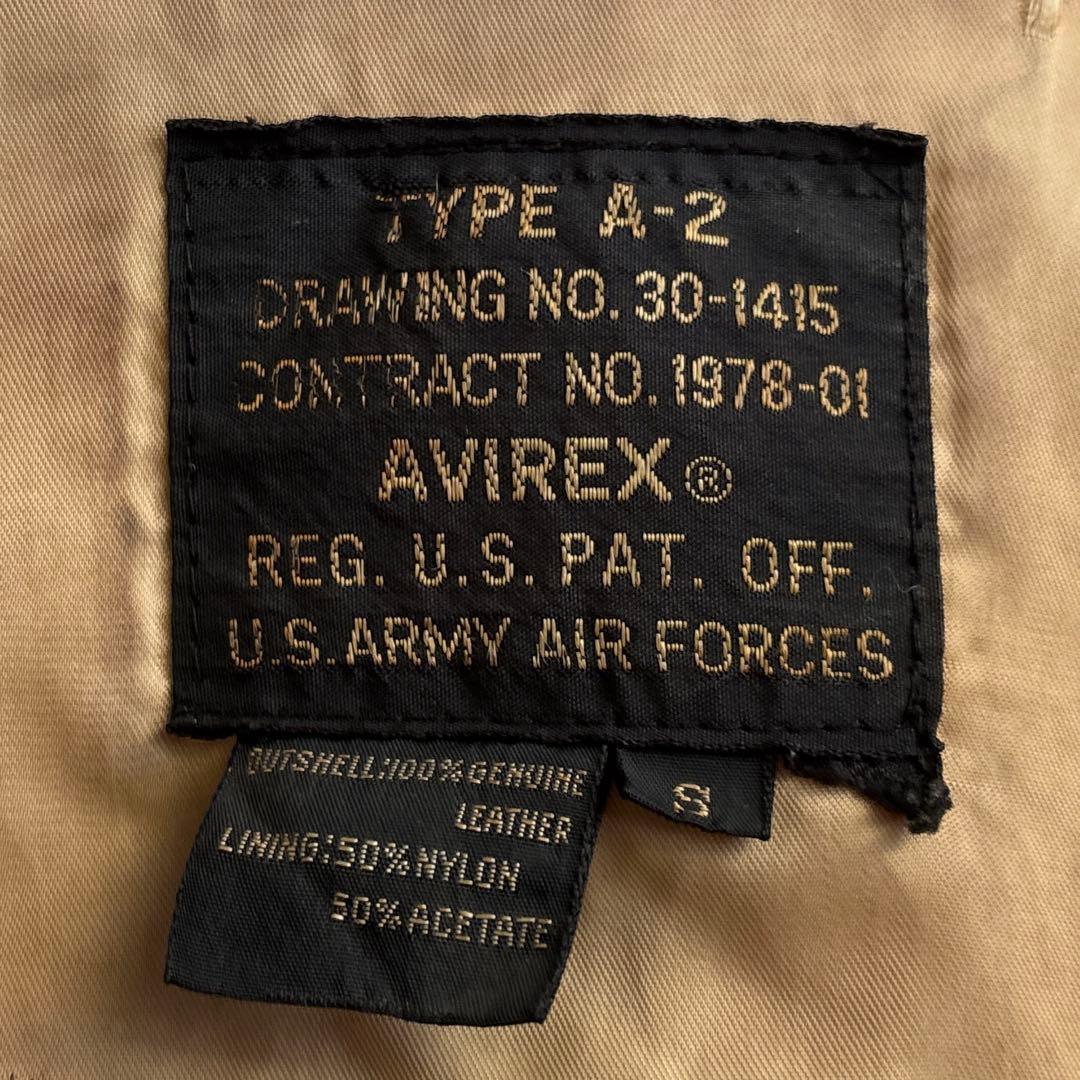 TYPE A-2
DRAWING NO. 30-1415
CONTRACT NO. 1978-01
AVIREX®
REG. U.S. PAT. OFF.
U.S. ARMY AIR FORCES
OUTSHELL:100% GENUINE
LEATHER
LINING:50% NYLON
50% ACETATE
S